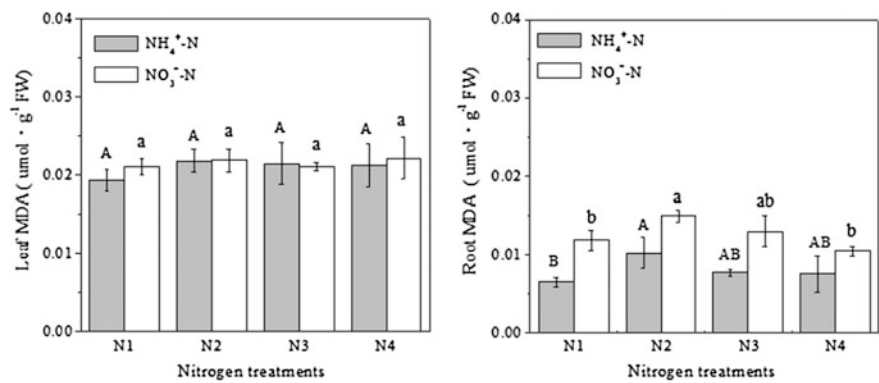 0.04
0.03
0.02
0.01
0.00
Leaf MDA ( umol · g⁻¹ FW)
NH₄⁺-N
NO₃⁻-N
A a A a A a A a
N1 N2 N3 N4
Nitrogen treatments
0.04
0.03
0.02
0.01
0.00
Root MDA ( umol · g⁻¹ FW)
NH₄⁺-N
NO₃⁻-N
B b A a AB ab AB b
N1 N2 N3 N4
Nitrogen treatments